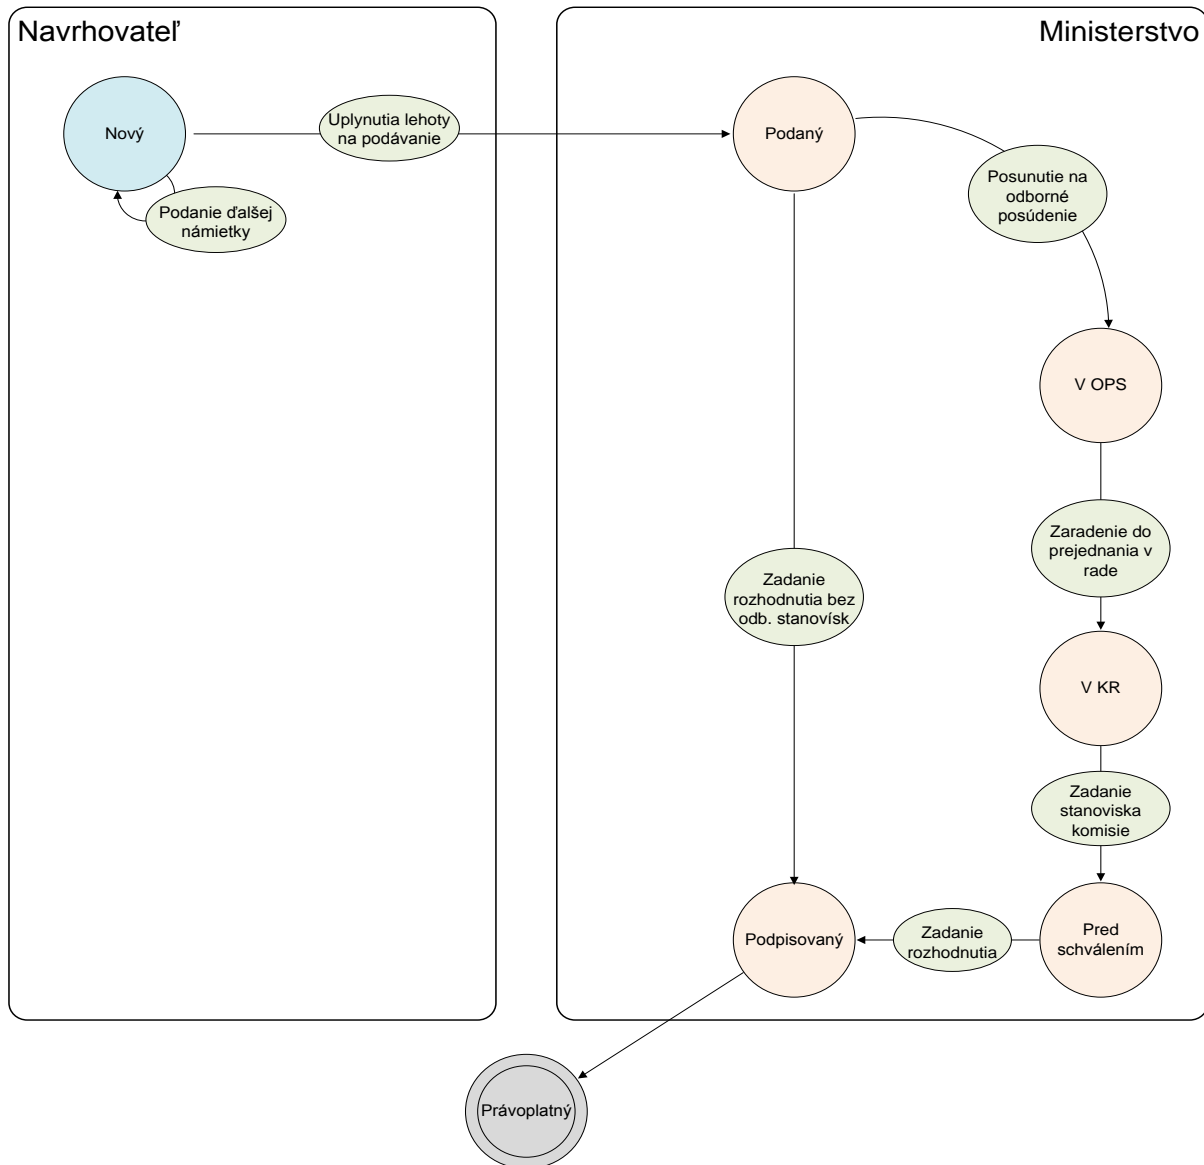 Navrhovateľ
Ministerstvo
Nový
Uplynutia lehoty
na podávanie
Podaný
Posunutie na
odborné
posúdenie
Podanie ďalšej
námietky
V OPS
Zaradenie do
prejednania v
rade
Zadanie
rozhodnutia bez
odb. stanovísk
V KR
Zadanie
stanoviska
komisie
Podpisovaný
Zadanie
rozhodnutia
Pred
schválením
Právoplatný